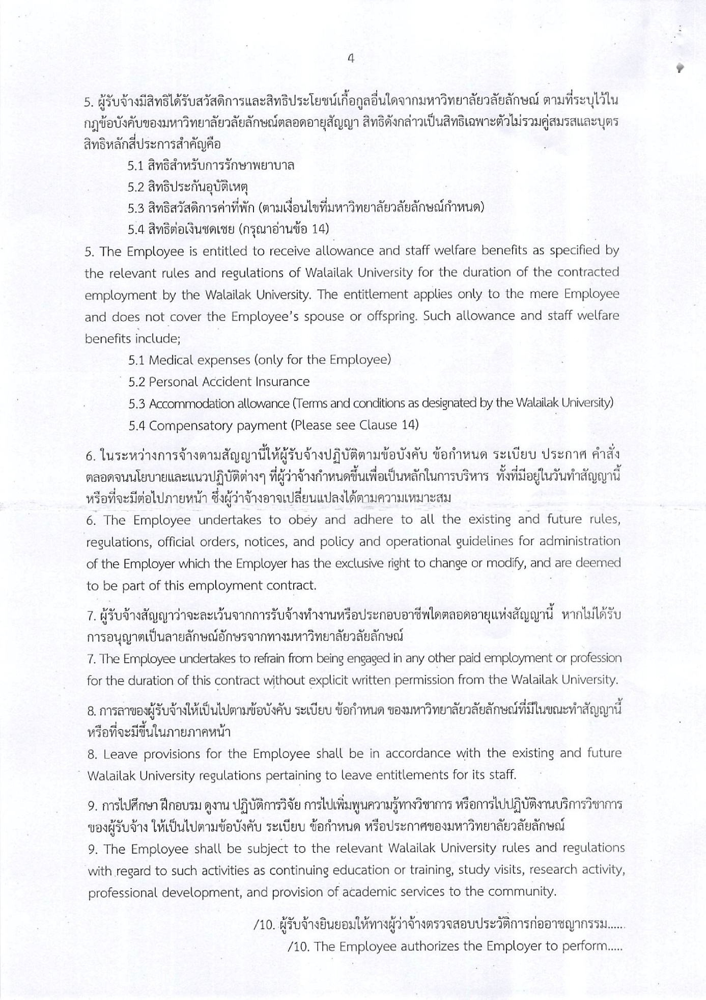 4
5. ผู้รับจ้างมีสิทธิได้รับสวัสดิการและสิทธิประโยชน์เกื้อกูลอื่นใดจากมหาวิทยาลัยวลัยลักษณ์ ตามที่ระบุไว้ใน
กฎข้อบังคับของมหาวิทยาลัยวลัยลักษณ์ตลอดอายุสัญญา สิทธิดังกล่าวเป็นสิทธิเฉพาะตัวไม่รวมคู่สมรสและบุตร
สิทธิหลักสี่ประการสำคัญคือ
5.1 สิทธิสำหรับการรักษาพยาบาล
5.2 สิทธิประกันอุบัติเหตุ
5.3 สิทธิสวัสดิการค่าที่พัก (ตามเงื่อนไขที่มหาวิทยาลัยวลัยลักษณ์กำหนด)
5.4 สิทธิต่อเงินชดเชย (กรุณาอ่านข้อ 14)
5. The Employee is entitled to receive allowance and staff welfare benefits as specified by
the relevant rules and regulations of Walailak University for the duration of the contracted
employment by the Walailak University. The entitlement applies only to the mere Employee
and does not cover the Employee's spouse or offspring. Such allowance and staff welfare
benefits include;
5.1 Medical expenses (only for the Employee)
5.2 Personal Accident Insurance
5.3 Accommodation allowance (Terms and conditions as designated by the Walailak University)
5.4 Compensatory payment (Please see Clause 14)
6. ในระหว่างการจ้างตามสัญญานี้ให้ผู้รับจ้างปฏิบัติตามข้อบังคับ ข้อกำหนด ระเบียบ ประกาศ คำสั่ง
ตลอดจนนโยบายและแนวปฏิบัติต่างๆ ที่ผู้ว่าจ้างกำหนดขึ้นเพื่อเป็นหลักในการบริหาร ทั้งที่มีอยู่ในวันทำสัญญานี้
หรือที่จะมีต่อไปภายหน้า ซึ่งผู้ว่าจ้างอาจเปลี่ยนแปลงได้ตามความเหมาะสม
6. The Employee undertakes to obey and adhere to all the existing and future rules,
regulations, official orders, notices, and policy and operational guidelines for administration
of the Employer which the Employer has the exclusive right to change or modify, and are deemed
to be part of this employment contract.
7. ผู้รับจ้างสัญญาว่าจะละเว้นจากการรับจ้างทำงานหรือประกอบอาชีพใดตลอดอายุแห่งสัญญานี้ หากไม่ได้รับ
การอนุญาตเป็นลายลักษณ์อักษรจากทางมหาวิทยาลัยวลัยลักษณ์
7. The Employee undertakes to refrain from being engaged in any other paid employment or profession
for the duration of this contract without explicit written permission from the Walailak University.
8. การลาของผู้รับจ้างให้เป็นไปตามข้อบังคับ ระเบียบ ข้อกำหนด ของมหาวิทยาลัยวลัยลักษณ์ที่มีในขณะทำสัญญานี้
หรือที่จะมีขึ้นในภายภาคหน้า
8. Leave provisions for the Employee shall be in accordance with the existing and future
Walailak University regulations pertaining to leave entitlements for its staff.
9. การไปศึกษา ฝึกอบรม ดูงาน ปฏิบัติการวิจัย การไปเพิ่มพูนความรู้ทางวิชาการ หรือการไปปฏิบัติงานบริการวิชาการ
ของผู้รับจ้าง ให้เป็นไปตามข้อบังคับ ระเบียบ ข้อกำหนด หรือประกาศของมหาวิทยาลัยวลัยลักษณ์
9. The Employee shall be subject to the relevant Walailak University rules and regulations
with regard to such activities as continuing education or training, study visits, research activity,
professional development, and provision of academic services to the community.
/10. ผู้รับจ้างยินยอมให้ทางผู้ว่าจ้างตรวจสอบประวัติการก่ออาชญากรรม......
/10. The Employee authorizes the Employer to perform.....